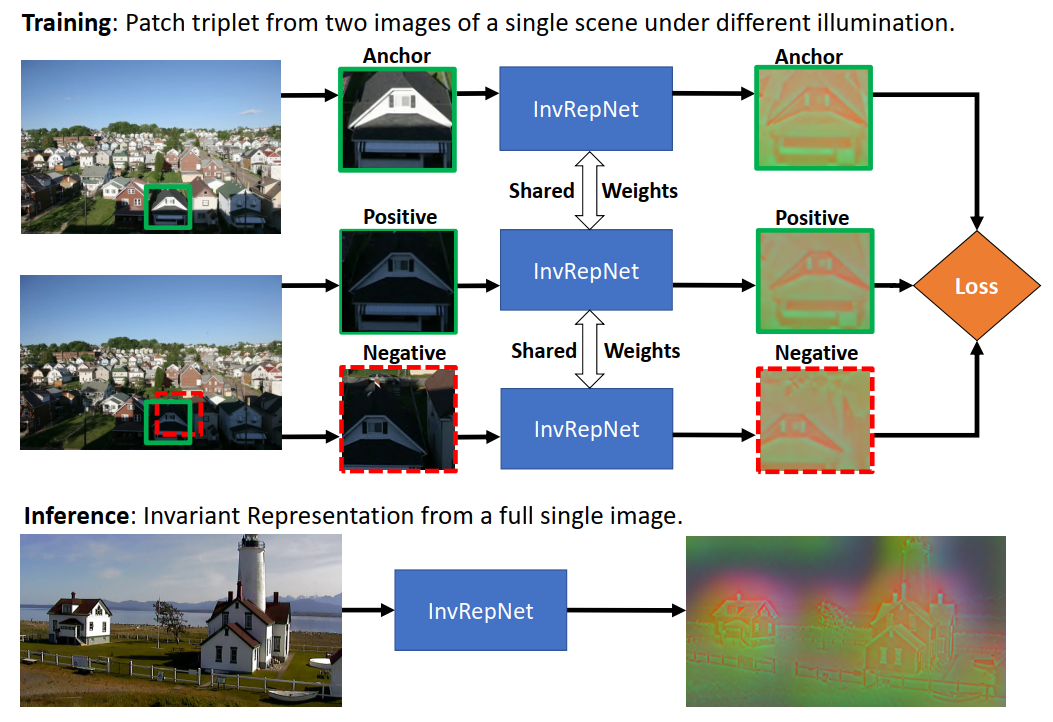 Training: Patch triplet from two images of a single scene under different illumination.
Anchor
Anchor
InvRepNet
Shared Weights
Positive
Positive
InvRepNet
Loss
Shared Weights
Negative
Negative
InvRepNet
Inference: Invariant Representation from a full single image.
InvRepNet